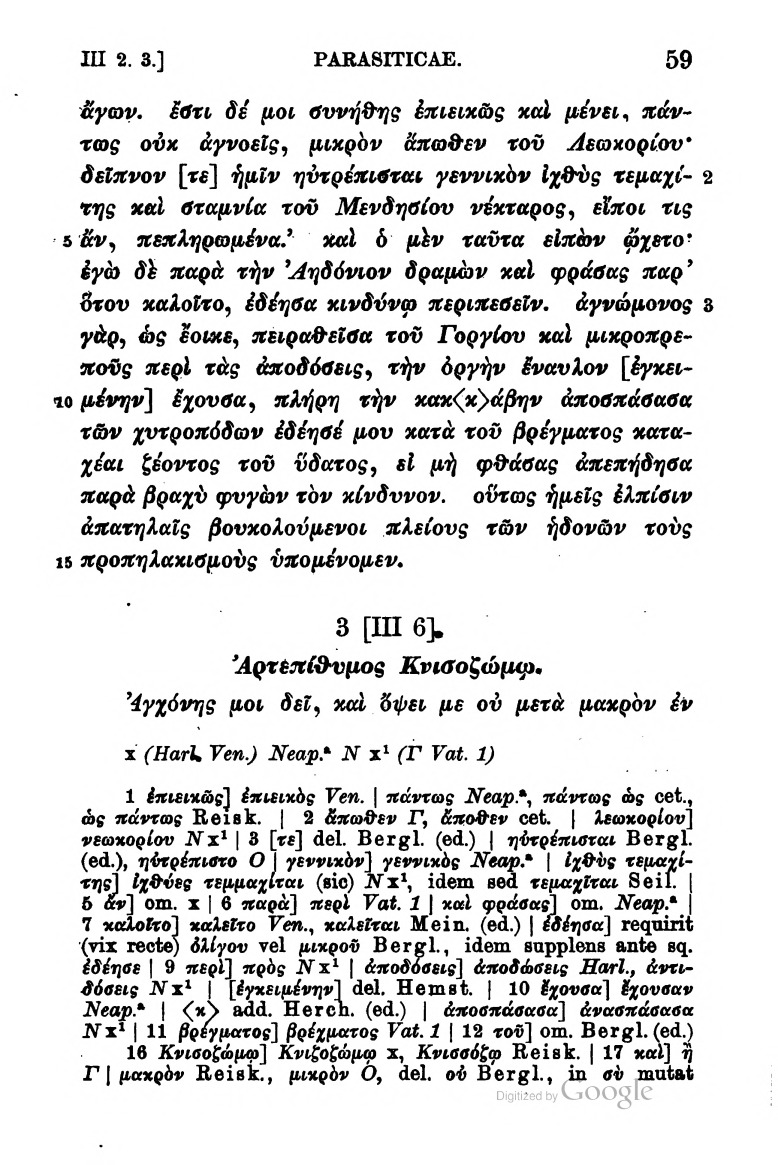 III 2. 3.] PARASITICAE. 59
ἄγων. ἔστι δέ μοι συνήθης ἐπιεικῶς καὶ μένει, πάν-
τως οὐκ ἀγνοεῖς, μικρὸν ἄπωθεν τοῦ Λεωκορίου·
δεῖπνον [τε] ἡμῖν ηὐτρέπισται γεννικὸν ἰχθὺς τεμαχί- 2
της καὶ σταμνία τοῦ Μενδησίου νέκταρος, εἴποι τις
5 ἄν, πεπληρωμένα.’ καὶ ὁ μὲν ταῦτα εἰπὼν ᾤχετο·
ἐγὼ δὲ παρὰ τὴν Ἀηδόνιον δραμὼν καὶ φράσας παρ’
ὅτου καλοῖτο, ἐδέησα κινδύνῳ περιπεσεῖν. ἀγνώμονος 3
γὰρ, ὡς ἔοικε, πειραθεῖσα τοῦ Γοργίου καὶ μικροπρε-
ποῦς περὶ τὰς ἀποδόσεις, τὴν ὀργὴν ἔναυλον [ἐγκει-
10 μένην] ἔχουσα, πλήρη τὴν κακ<κ>άβην ἀποσπάσασα
τῶν χυτροπόδων ἐδέησέ μου κατὰ τοῦ βρέγματος κατα-
χέαι ζέοντος τοῦ ὕδατος, εἰ μὴ φθάσας ἀπεπήδησα
παρὰ βραχὺ φυγὼν τὸν κίνδυνον. οὕτως ἡμεῖς ἐλπίσιν
ἀπατηλαῖς βουκολούμενοι πλείους τῶν ἡδονῶν τοὺς
15 προπηλακισμοὺς ὑπομένομεν.
3 [III 6].
Ἀρτεπίθυμος Κνισοζώμῳ.
Ἀγχόνης μοι δεῖ, καὶ ὄψει με οὐ μετὰ μακρὸν ἐν
x (Harl. Ven.) Neap.ᵃ N x¹ (Γ Vat. 1)
1 ἐπιεικῶς] ἐπιεικὸς Ven. | πάντως Neap.ᵃ, πάντως ὡς cet.,
ὡς πάντως Reisk. | 2 ἄπωθεν Γ, ἄποθεν cet. | λεωκορίου]
νεωκορίου N x¹ | 3 [τε] del. Bergl. (ed.) | ηὐτρέπισται Bergl.
(ed.), ηὐτρέπιστο O | γεννικὸν] γεννικὸς Neap.ᵃ | ἰχθὺς τεμαχί-
της] ἰχθύες τεμμαχίται (sic) N x¹, idem sed τεμαχῖται Seil. |
5 ἄν] om. x | 6 παρὰ] περὶ Vat. 1 | καὶ φράσας] om. Neap.ᵃ |
7 καλοῖτο] καλεῖτο Ven., καλεῖται Mein. (ed.) | ἐδέησα] requirit
(vix recte) ὀλίγου vel μικροῦ Bergl., idem supplens ante sq.
ἐδέησε | 9 περὶ] πρὸς N x¹ | ἀποδόσεις] ἀποδώσεις Harl., ἀντι-
δόσεις N x¹ | [ἐγκειμένην] del. Hemst. | 10 ἔχουσα] ἔχουσαν
Neap.ᵃ | <κ> add. Herch. (ed.) | ἀποσπάσασα] ἀνασπάσασα
N x¹ | 11 βρέγματος] βρέχματος Vat. 1 | 12 τοῦ] om. Bergl. (ed.)
16 Κνισοζώμῳ] Κνιζοζώμῳ x, Κνισσόζῳ Reisk. | 17 καὶ] ἢ
Γ | μακρὸν Reisk., μικρὸν O, del. οὐ Bergl., in σὺ mutat
Digitized by Google